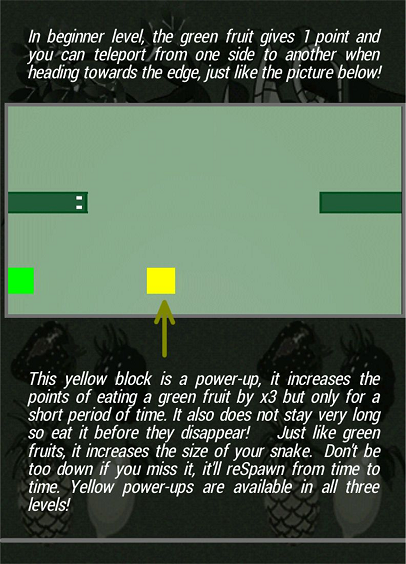 In beginner level, the green fruit gives 1 point and
you can teleport from one side to another when
heading towards the edge, just like the picture below!
This yellow block is a power-up, it increases the
points of eating a green fruit by x3 but only for a
short period of time. It also does not stay very long
so eat it before they disappear! Just like green
fruits, it increases the size of your snake. Don't be
too down if you miss it, it'll reSpawn from time to
time. Yellow power-ups are available in all three
levels!